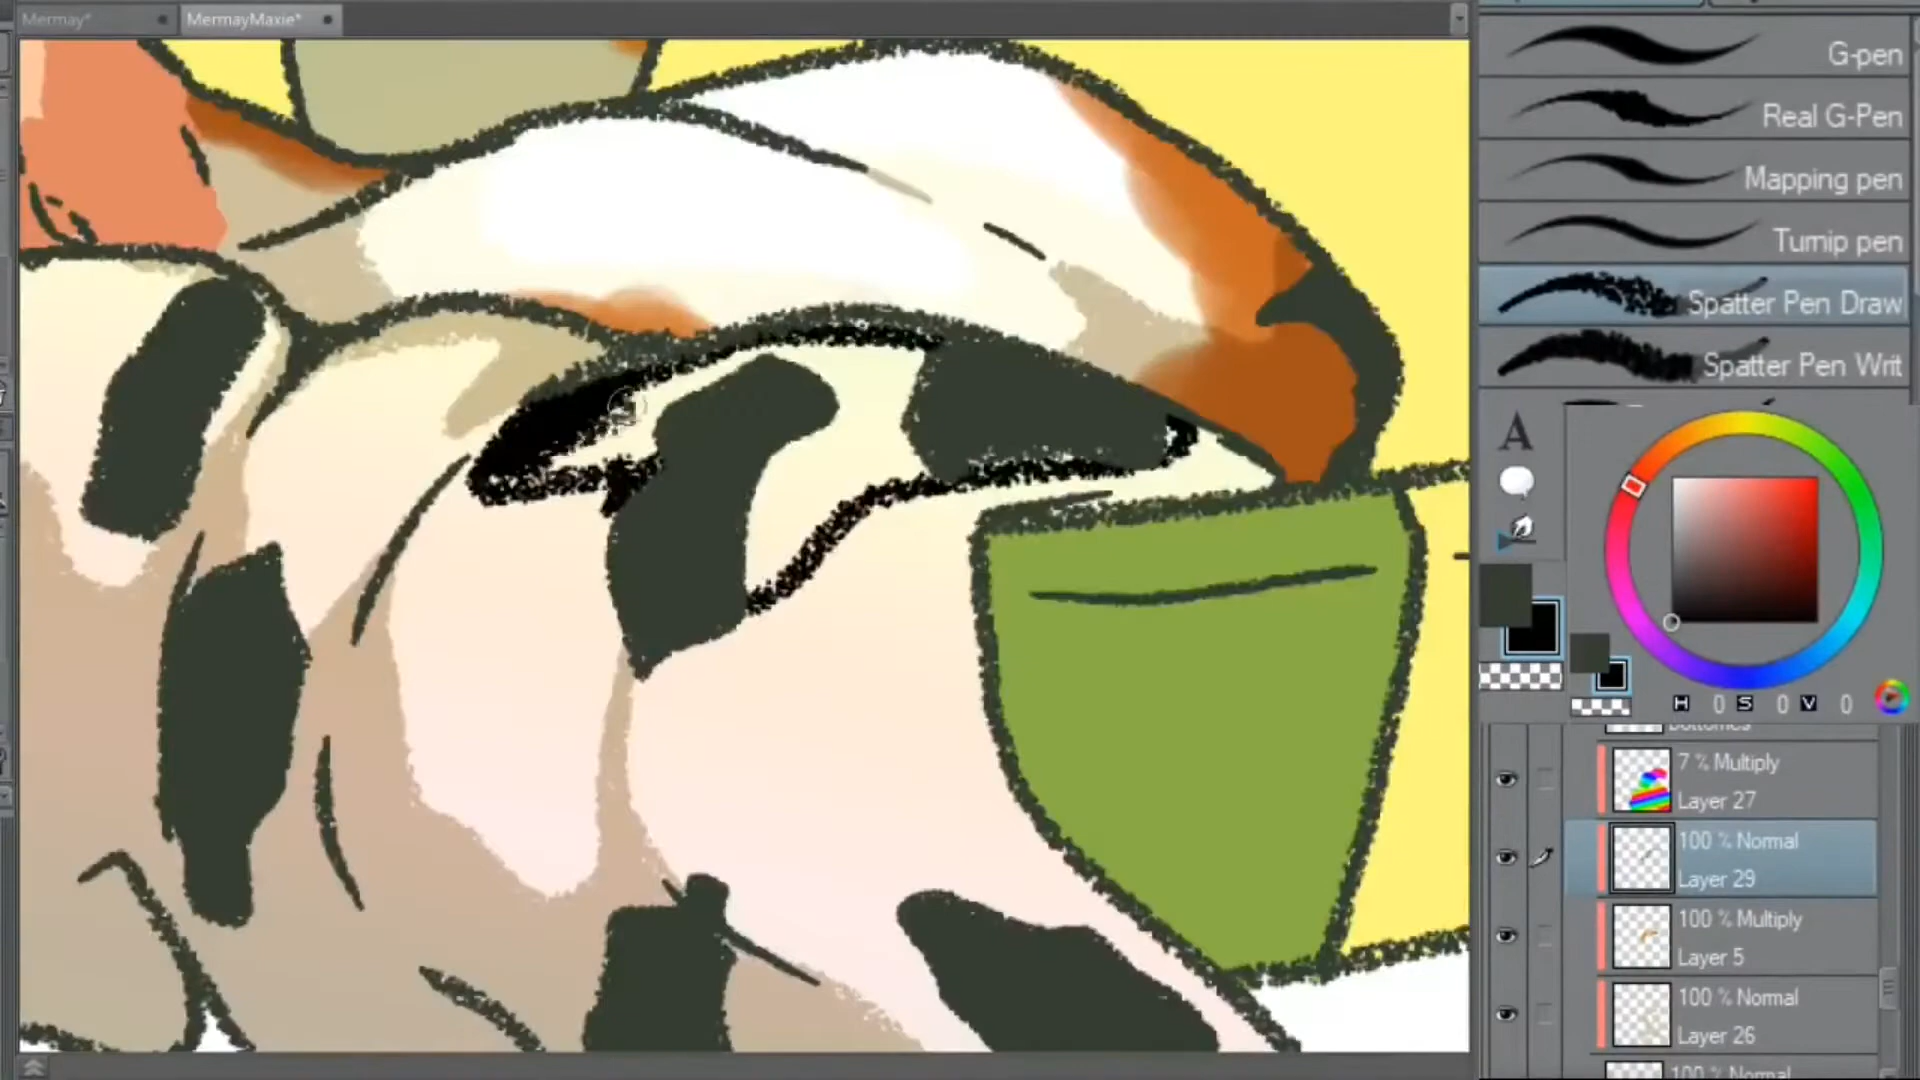 Mermay*
MermayMaxie*
G-pen
Real G-Pen
Mapping pen
Turnip pen
Spatter Pen Draw
Spatter Pen Writ
A
H 0 S 0 V 0
7 % Multiply
Layer 27
100 % Normal
Layer 29
100 % Multiply
Layer 5
100 % Normal
Layer 26
100 % Normal